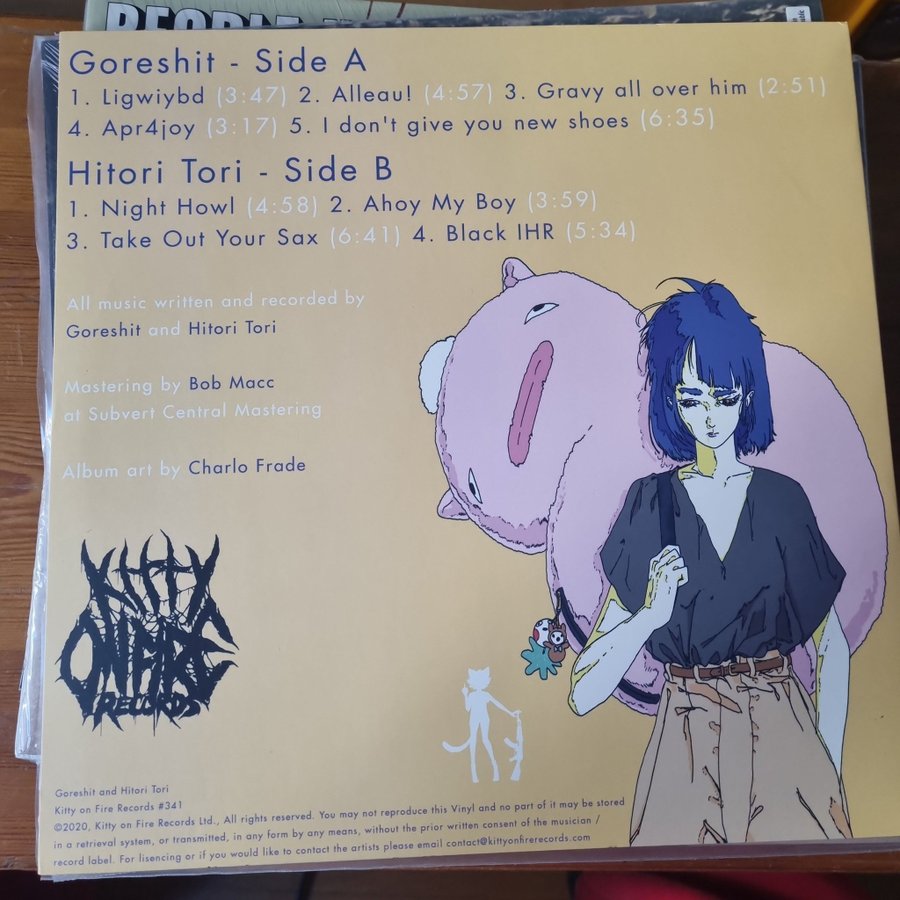 PEOPLE
Goreshit - Side A
1. Ligwiybd (3:47) 2. Alleau! (4:57) 3. Gravy all over him (2:51)
4. Apr4joy (3:17) 5. I don't give you new shoes (6:35)
Hitori Tori - Side B
1. Night Howl (4:58) 2. Ahoy My Boy (3:59)
3. Take Out Your Sax (6:41) 4. Black IHR (5:34)
All music written and recorded by
Goreshit and Hitori Tori
Mastering by Bob Macc
at Subvert Central Mastering
Album art by Charlo Frade
KITTY
ON FIRE
RECORDS
Goreshit and Hitori Tori
Kitty on Fire Records #341
©2020, Kitty on Fire Records Ltd., All rights reserved. You may not reproduce this Vinyl and no part of it may be stored
in a retrieval system, or transmitted, in any form by any means, without the prior written consent of the musician /
record label. For lisencing or if you would like to contact the artists please email contact@kittyonfirerecords.com